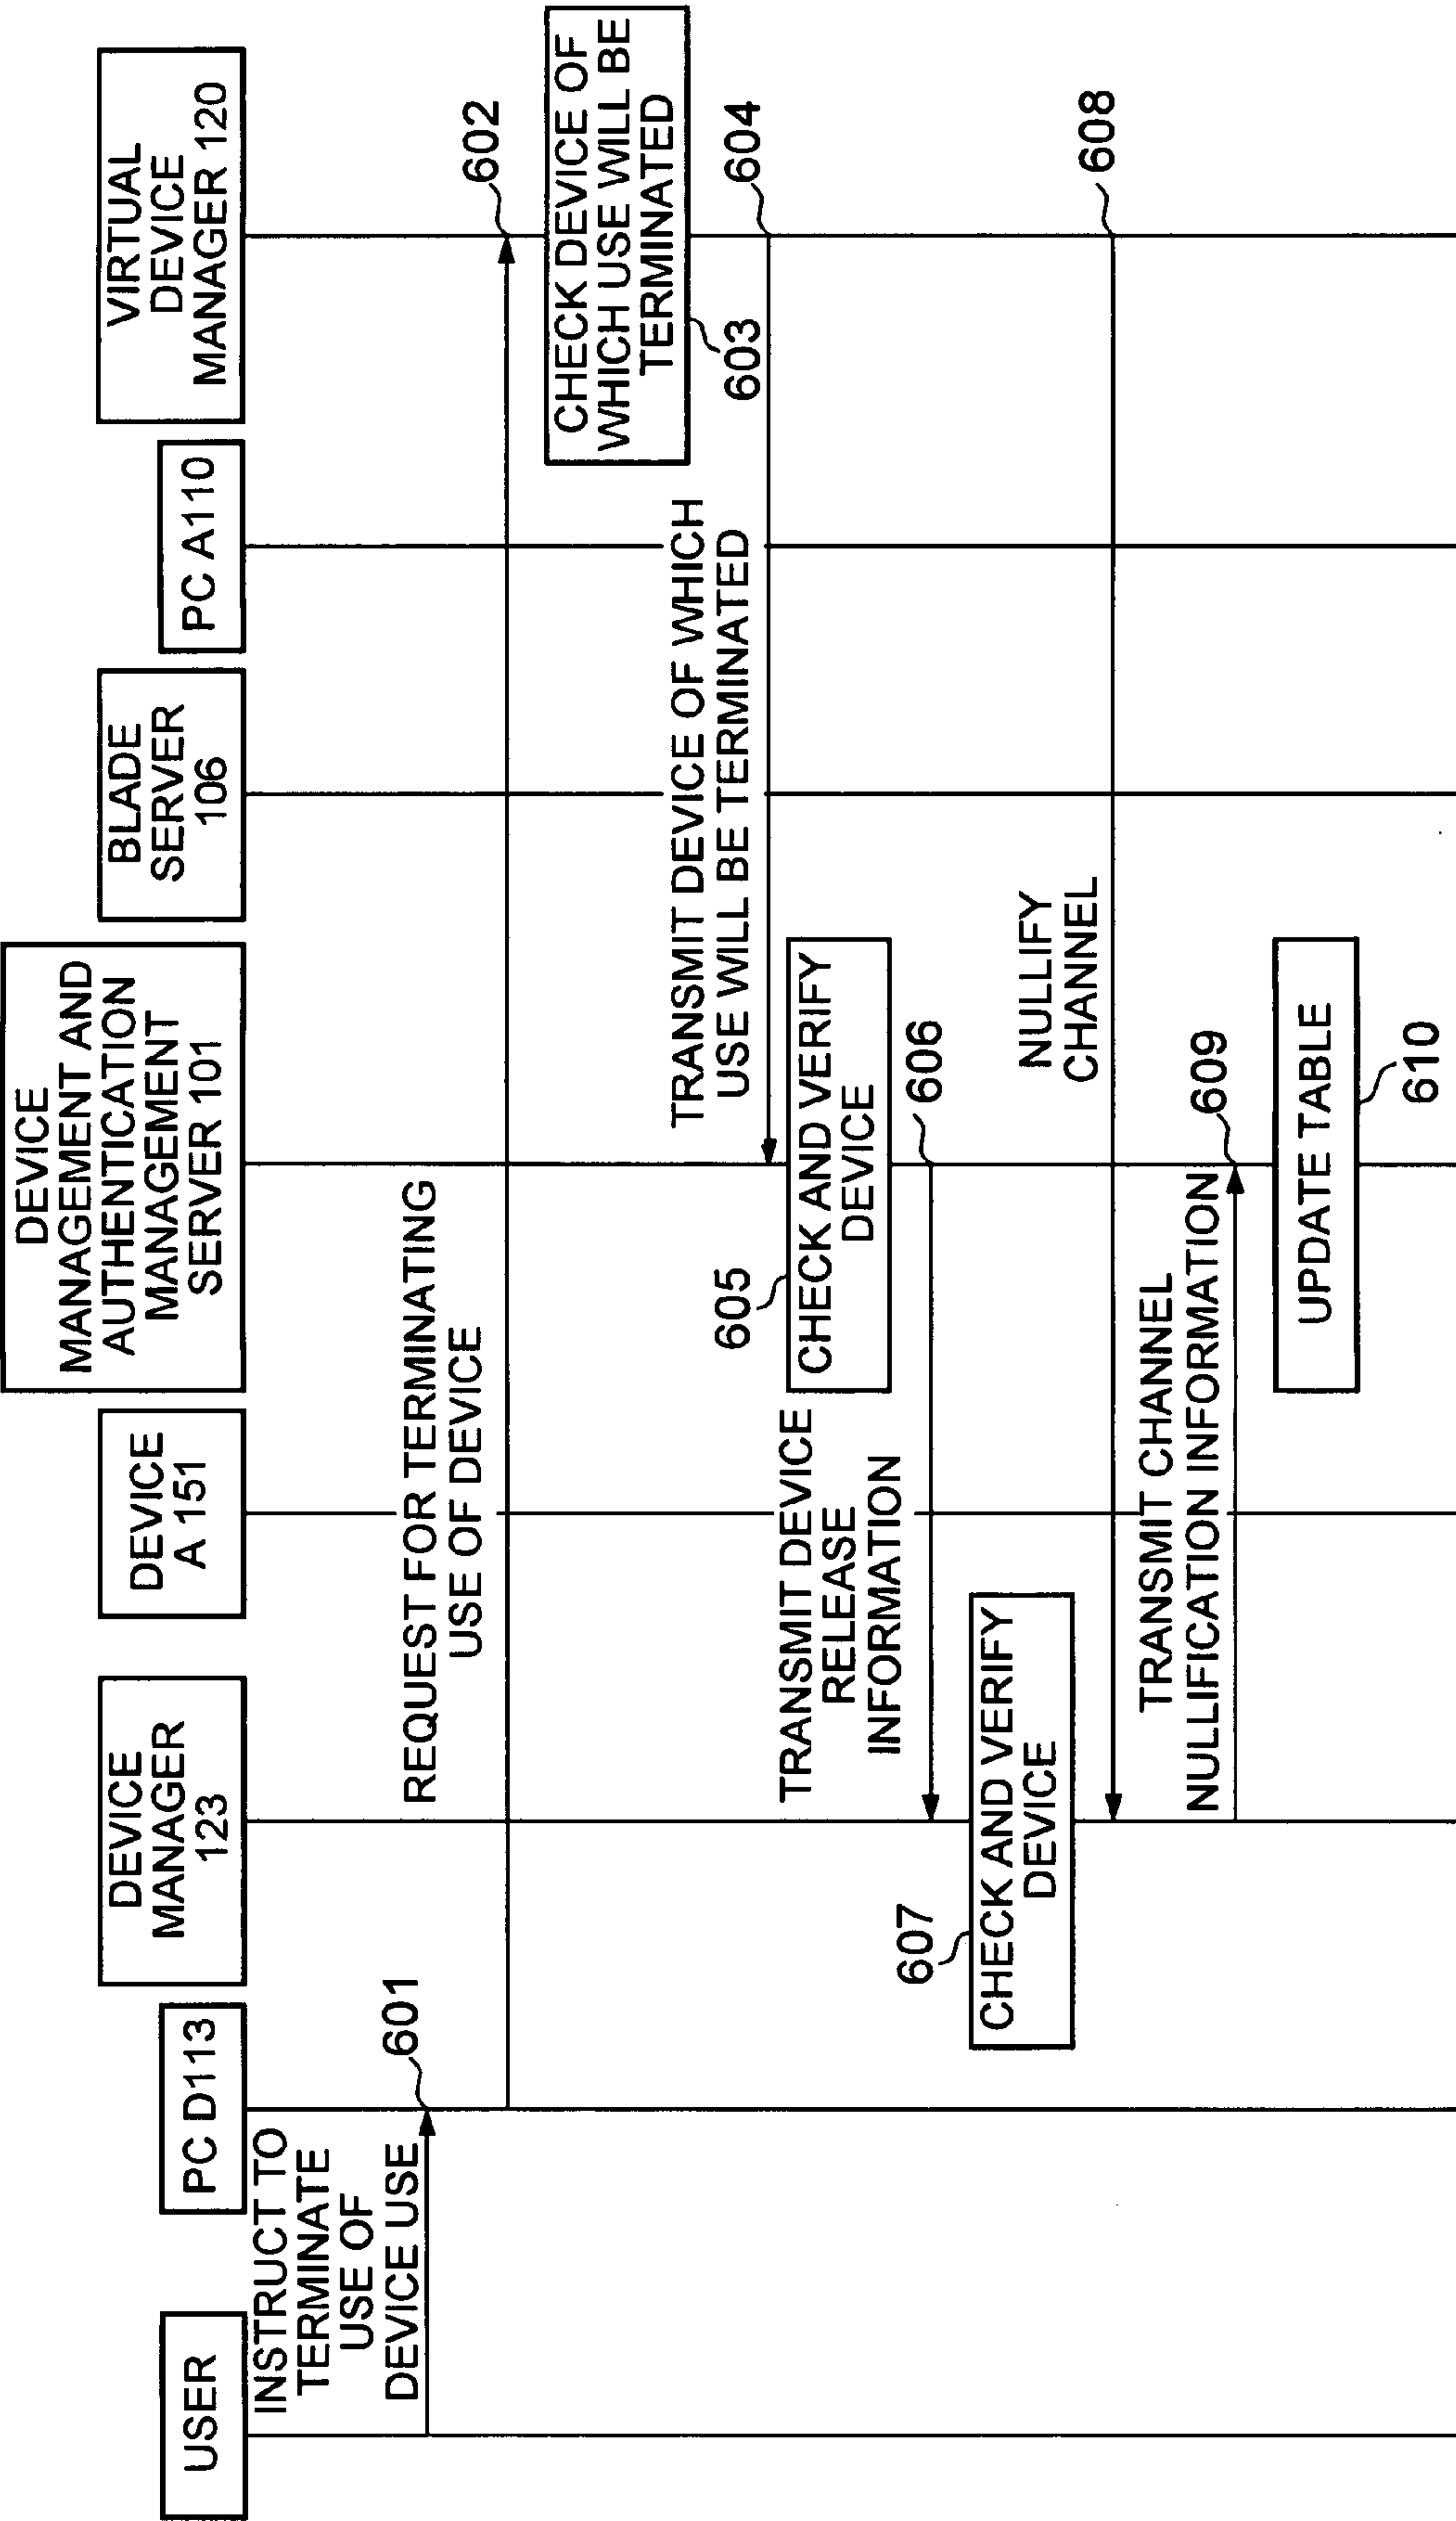 USER
PC D113
DEVICE
MANAGER
123
DEVICE
A 151
DEVICE
MANAGEMENT AND
AUTHENTICATION
MANAGEMENT
SERVER 101
BLADE
SERVER
106
PC A110
VIRTUAL
DEVICE
MANAGER 120
INSTRUCT TO
TERMINATE
USE OF
DEVICE USE
601
REQUEST FOR TERMINATING
USE OF DEVICE
602
CHECK DEVICE OF
WHICH USE WILL BE
TERMINATED
603
TRANSMIT DEVICE OF WHICH
USE WILL BE TERMINATED
604
605
CHECK AND VERIFY
DEVICE
TRANSMIT DEVICE
RELEASE
INFORMATION
606
607
CHECK AND VERIFY
DEVICE
NULLIFY
CHANNEL
608
TRANSMIT CHANNEL
NULLIFICATION INFORMATION
609
UPDATE TABLE
610